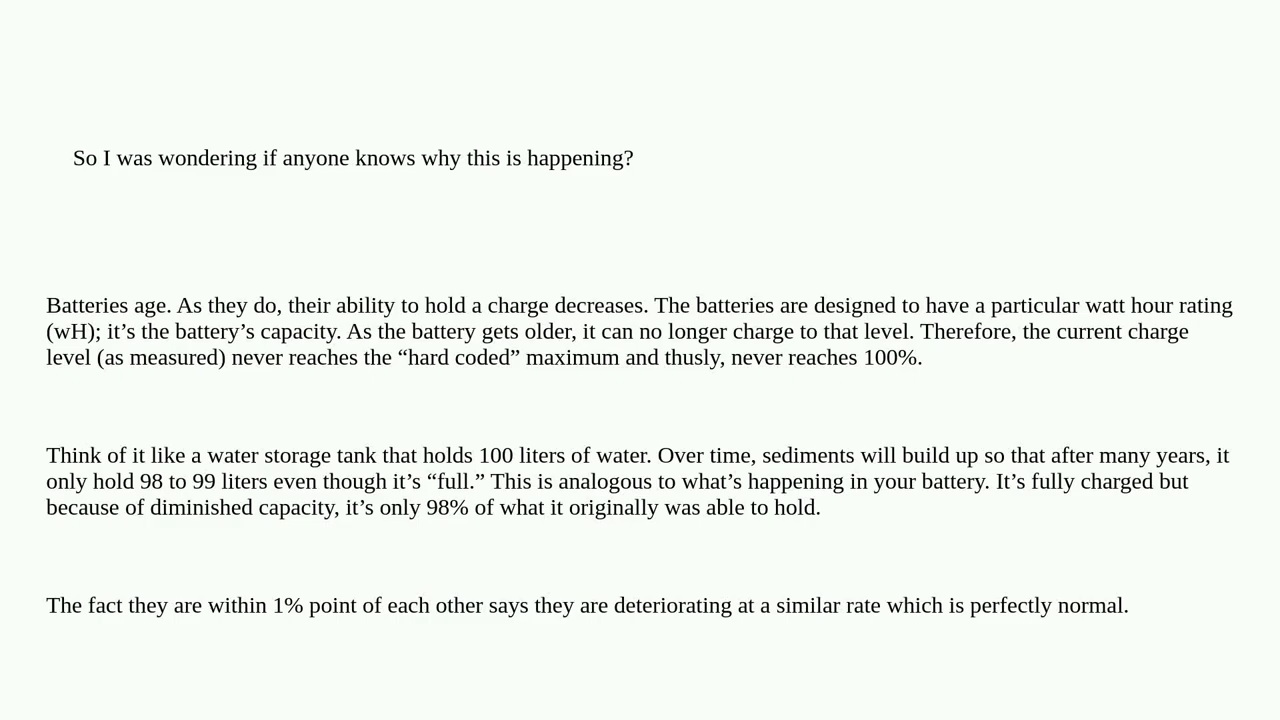 So I was wondering if anyone knows why this is happening?
Batteries age. As they do, their ability to hold a charge decreases. The batteries are designed to have a particular watt hour rating
(wH); it’s the battery’s capacity. As the battery gets older, it can no longer charge to that level. Therefore, the current charge
level (as measured) never reaches the “hard coded” maximum and thusly, never reaches 100%.
Think of it like a water storage tank that holds 100 liters of water. Over time, sediments will build up so that after many years, it
only hold 98 to 99 liters even though it’s “full.” This is analogous to what’s happening in your battery. It’s fully charged but
because of diminished capacity, it’s only 98% of what it originally was able to hold.
The fact they are within 1% point of each other says they are deteriorating at a similar rate which is perfectly normal.